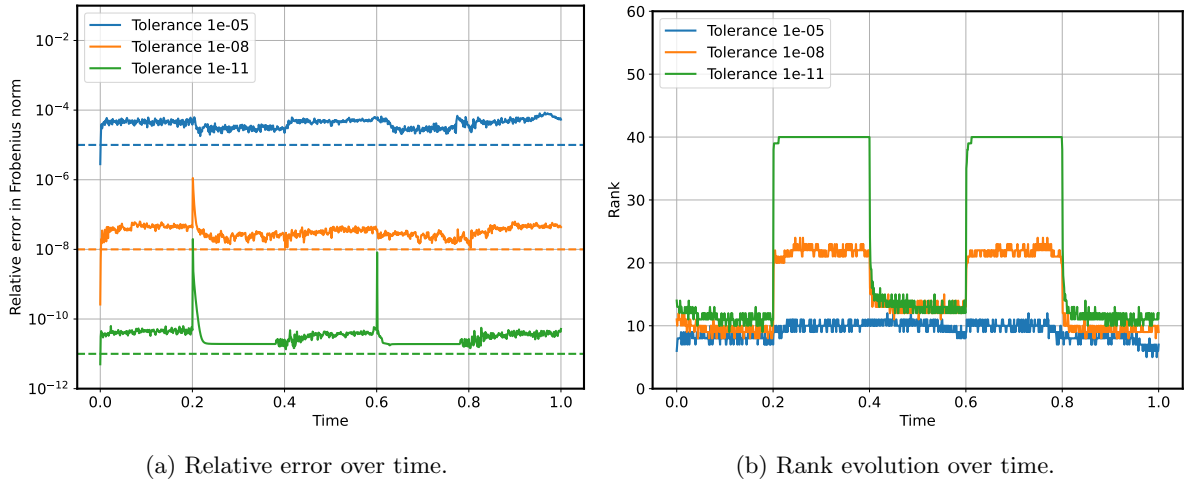 Relative error in Frobenius norm
10^{-2}
10^{-4}
10^{-6}
10^{-8}
10^{-10}
10^{-12}
Tolerance 1e-05
Tolerance 1e-08
Tolerance 1e-11
0.0 0.2 0.4 0.6 0.8 1.0
Time
(a) Relative error over time.
Rank
60
50
40
30
20
10
0
Tolerance 1e-05
Tolerance 1e-08
Tolerance 1e-11
0.0 0.2 0.4 0.6 0.8 1.0
Time
(b) Rank evolution over time.